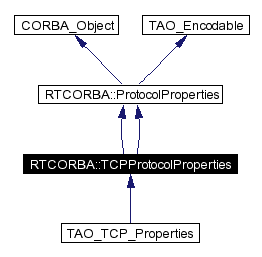 CORBA_Object
TAO_Encodable
RTCORBA::ProtocolProperties
RTCORBA::TCPProtocolProperties
TAO_TCP_Properties